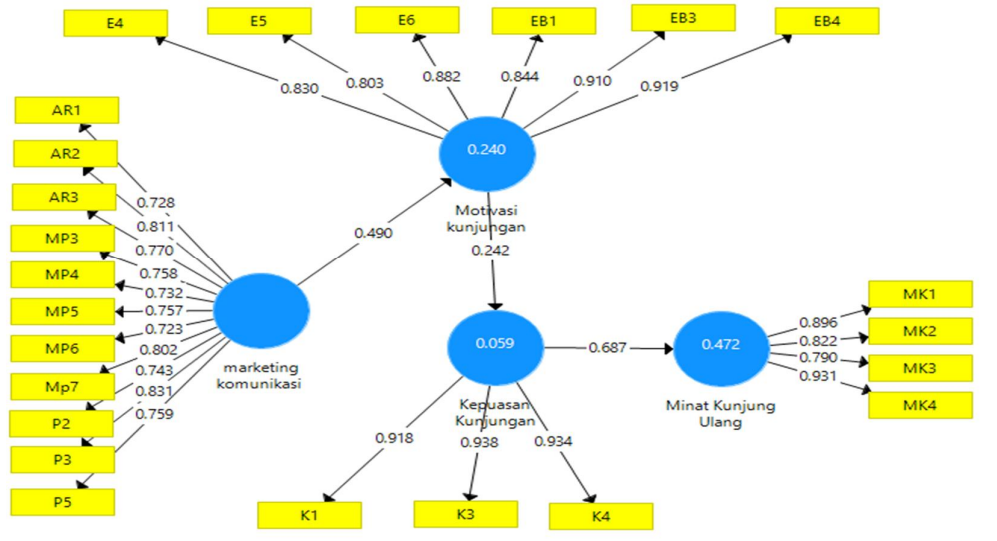 E4
E5
E6
EB1
EB3
EB4
0.830
0.803
0.882
0.844
0.910
0.919
0.240
Motivasi
kunjungan
AR1
AR2
AR3
MP3
MP4
MP5
MP6
Mp7
P2
P3
P5
0.728
0.811
0.770
0.758
0.732
0.757
0.723
0.802
0.743
0.831
0.759
marketing
komunikasi
0.490
0.242
0.059
Kepuasan
Kunjungan
0.918
0.938
0.934
K1
K3
K4
0.687
0.472
Minat Kunjung
Ulang
0.896
0.822
0.790
0.931
MK1
MK2
MK3
MK4